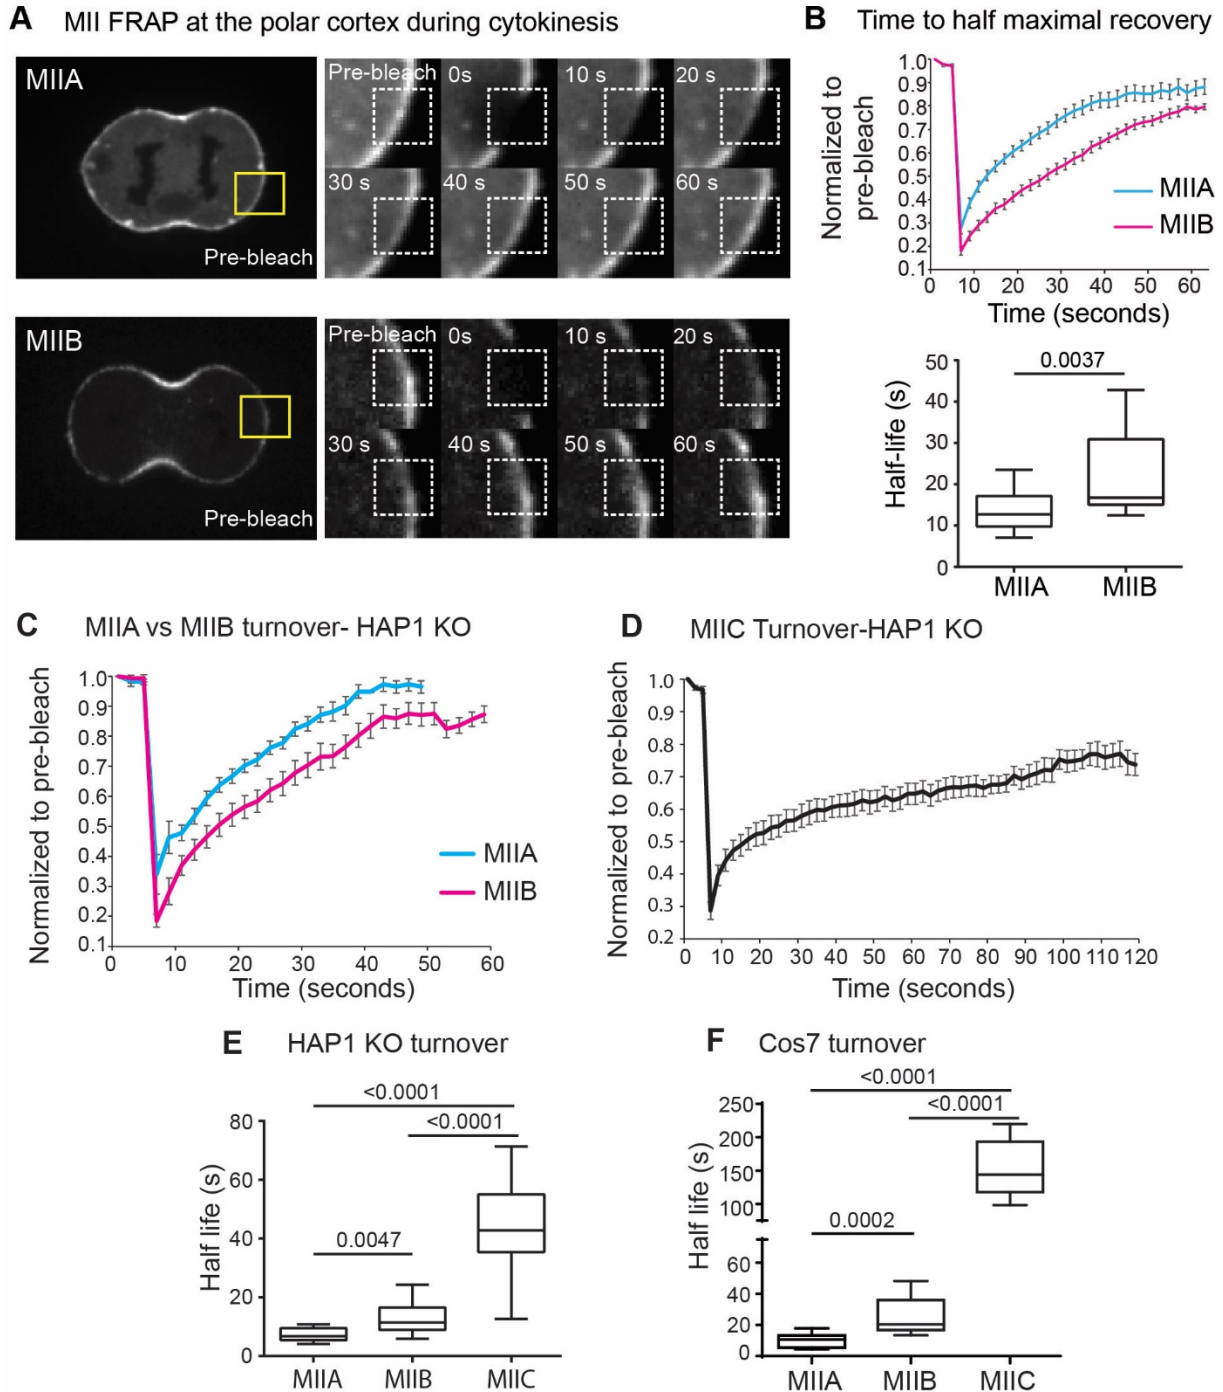 A MII FRAP at the polar cortex during cytokinesis
MIIA
Pre-bleach
Pre-bleach 0s 10 s 20 s
30 s 40 s 50 s 60 s
MIIB
Pre-bleach
Pre-bleach 0s 10 s 20 s
30 s 40 s 50 s 60 s
B Time to half maximal recovery
Normalized to
pre-bleach
1.0
0.9
0.8
0.7
0.6
0.5
0.4
0.3
0.2
0.1
MIIA
MIIB
0 10 20 30 40 50 60
Time (seconds)
Half-life (s)
50
40
30
20
10
0
0.0037
MIIA MIIB
C MIIA vs MIIB turnover- HAP1 KO
Normalized to pre-bleach
1.0
0.9
0.8
0.7
0.6
0.5
0.4
0.3
0.2
0.1
MIIA
MIIB
0 10 20 30 40 50 60
Time (seconds)
D MIIC Turnover-HAP1 KO
Normalized to pre-bleach
1.0
0.9
0.8
0.7
0.6
0.5
0.4
0.3
0.2
0 10 20 30 40 50 60 70 80 90 100 110 120
Time (seconds)
E HAP1 KO turnover
Half life (s)
80
60
40
20
0
<0.0001
<0.0001
0.0047
MIIA MIIB MIIC
F Cos7 turnover
Half life (s)
250
200
150
100
60
40
20
0
<0.0001
<0.0001
0.0002
MIIA MIIB MIIC